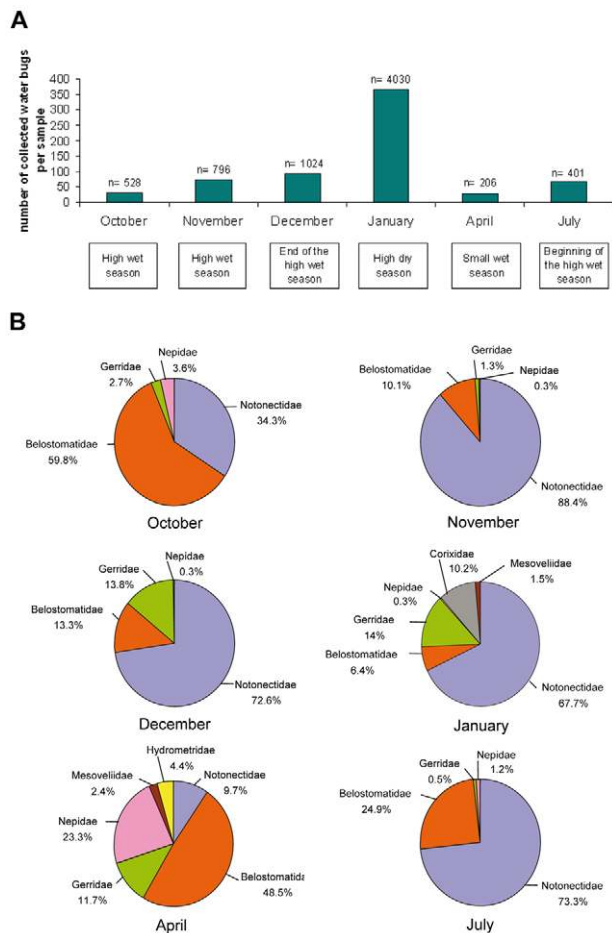 A
number of collected water bugs
per sample
400
350
300
250
200
150
100
50
0
n= 528
n= 796
n= 1024
n= 4030
n= 206
n= 401
October
November
December
January
April
July
High wet
season
High wet
season
End of the
high wet
season
High dry
season
Small wet
season
Beginning of
the high wet
season
B
Nepidae
3.6%
Gerridae
2.7%
Notonectidae
34.3%
Belostomatidae
59.8%
October
Gerridae
1.3%
Belostomatidae
10.1%
Nepidae
0.3%
Notonectidae
88.4%
November
Nepidae
0.3%
Gerridae
13.8%
Belostomatidae
13.3%
Notonectidae
72.6%
December
Corixidae
10.2%
Mesoveliidae
1.5%
Nepidae
0.3%
Gerridae
14%
Belostomatidae
6.4%
Notonectidae
67.7%
January
Hydrometridae
4.4%
Mesoveliidae
2.4%
Notonectidae
9.7%
Nepidae
23.3%
Gerridae
11.7%
Belostomatida
48.5%
April
Nepidae
1.2%
Gerridae
0.5%
Belostomatidae
24.9%
Notonectidae
73.3%
July